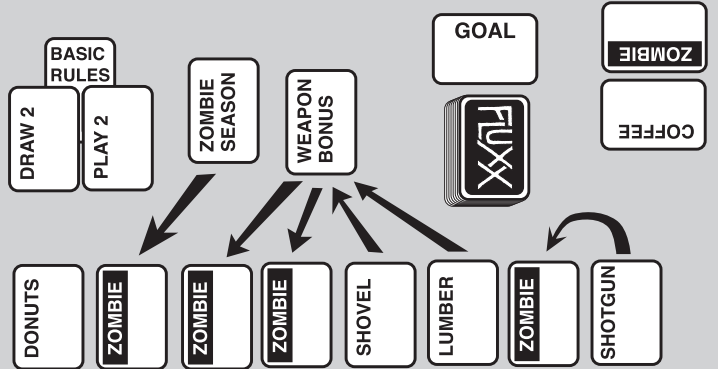 BASIC
RULES
DRAW 2
PLAY 2
ZOMBIE
SEASON
WEAPON
BONUS
GOAL
FLUXX
ZOMBIE
COFFEE
DONUTS
ZOMBIE
ZOMBIE
ZOMBIE
SHOVEL
LUMBER
ZOMBIE
SHOTGUN